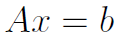 Ax = b